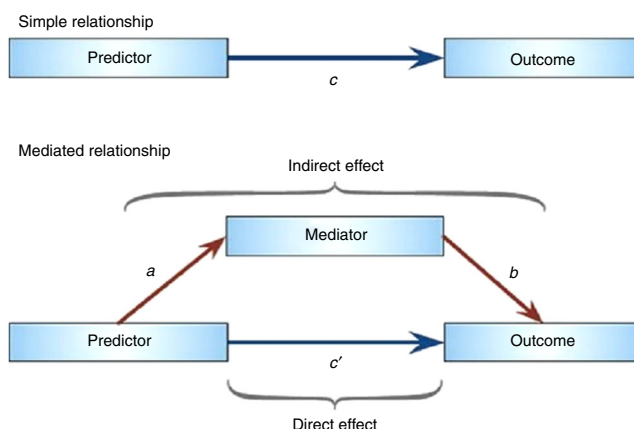 Simple relationship
Predictor
Outcome
c
Mediated relationship
Indirect effect
Mediator
a
b
Predictor
Outcome
c′
Direct effect